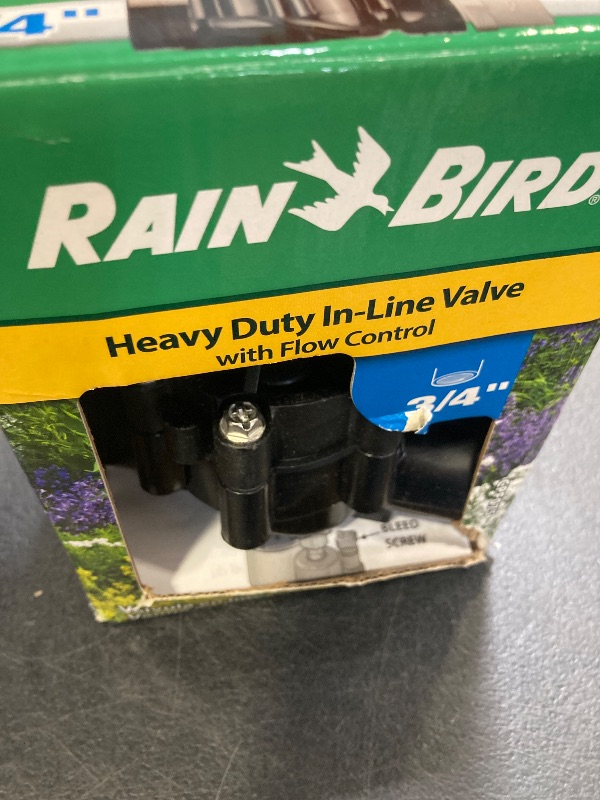 4"
RAIN BIRD®
Heavy Duty In-Line Valve
with Flow Control
3/4"
BLEED
SCREW